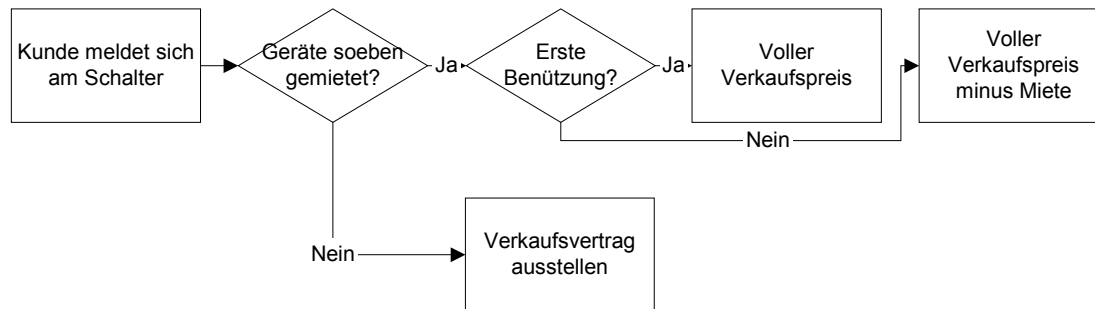 Kunde meldet sich
am Schalter
Geräte soeben
gemietet?
Ja
Erste
Benützung?
Ja
Voller
Verkaufspreis
Voller
Verkaufspreis
minus Miete
Nein
Nein
Verkaufsvertrag
ausstellen